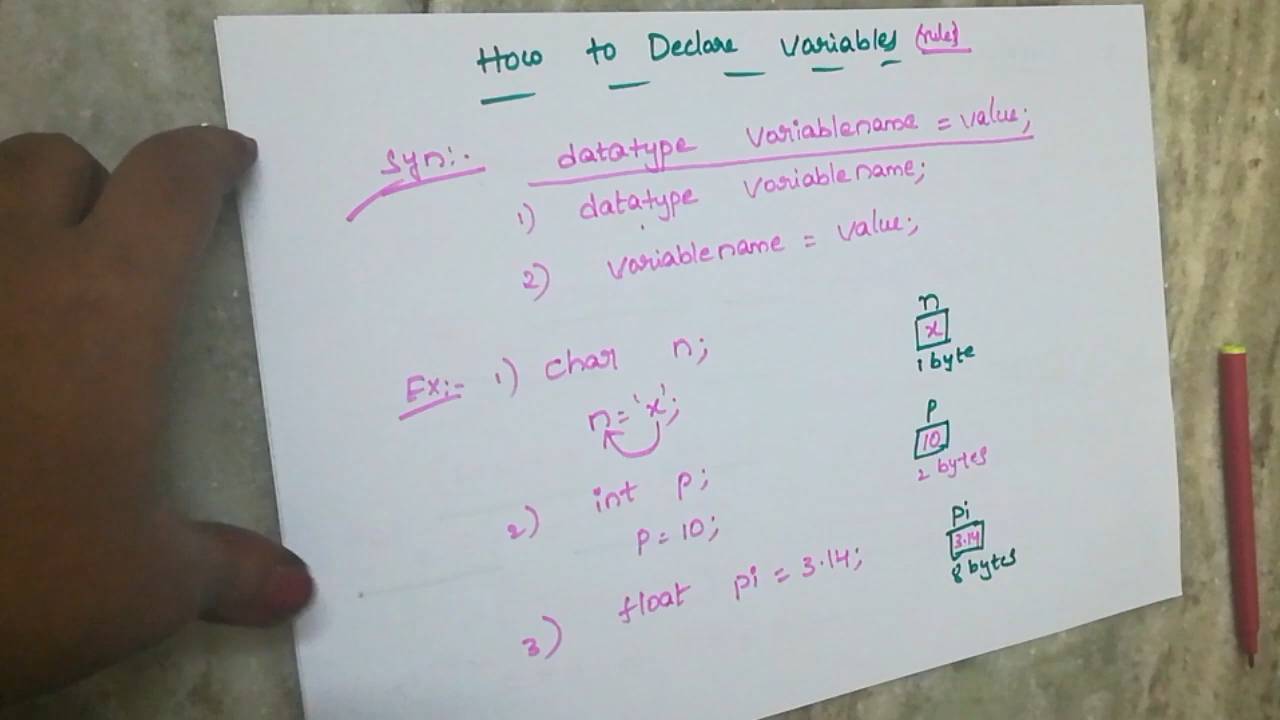 How to Declare Variables (rules)
Syn:- datatype variablename = value;
1) datatype variablename;
2) variablename = value;
Ex:- 1) char n;
n = 'x';
2) int p;
p = 10;
3) float pi = 3.14;
n
x
1 byte
p
10
2 bytes
pi
3.14
8 bytes